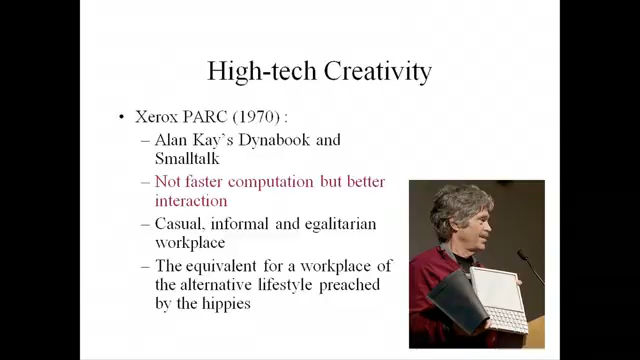 High-tech Creativity
• Xerox PARC (1970) :
– Alan Kay's Dynabook and
Smalltalk
– Not faster computation but better
interaction
– Casual, informal and egalitarian
workplace
– The equivalent for a workplace of
the alternative lifestyle preached
by the hippies